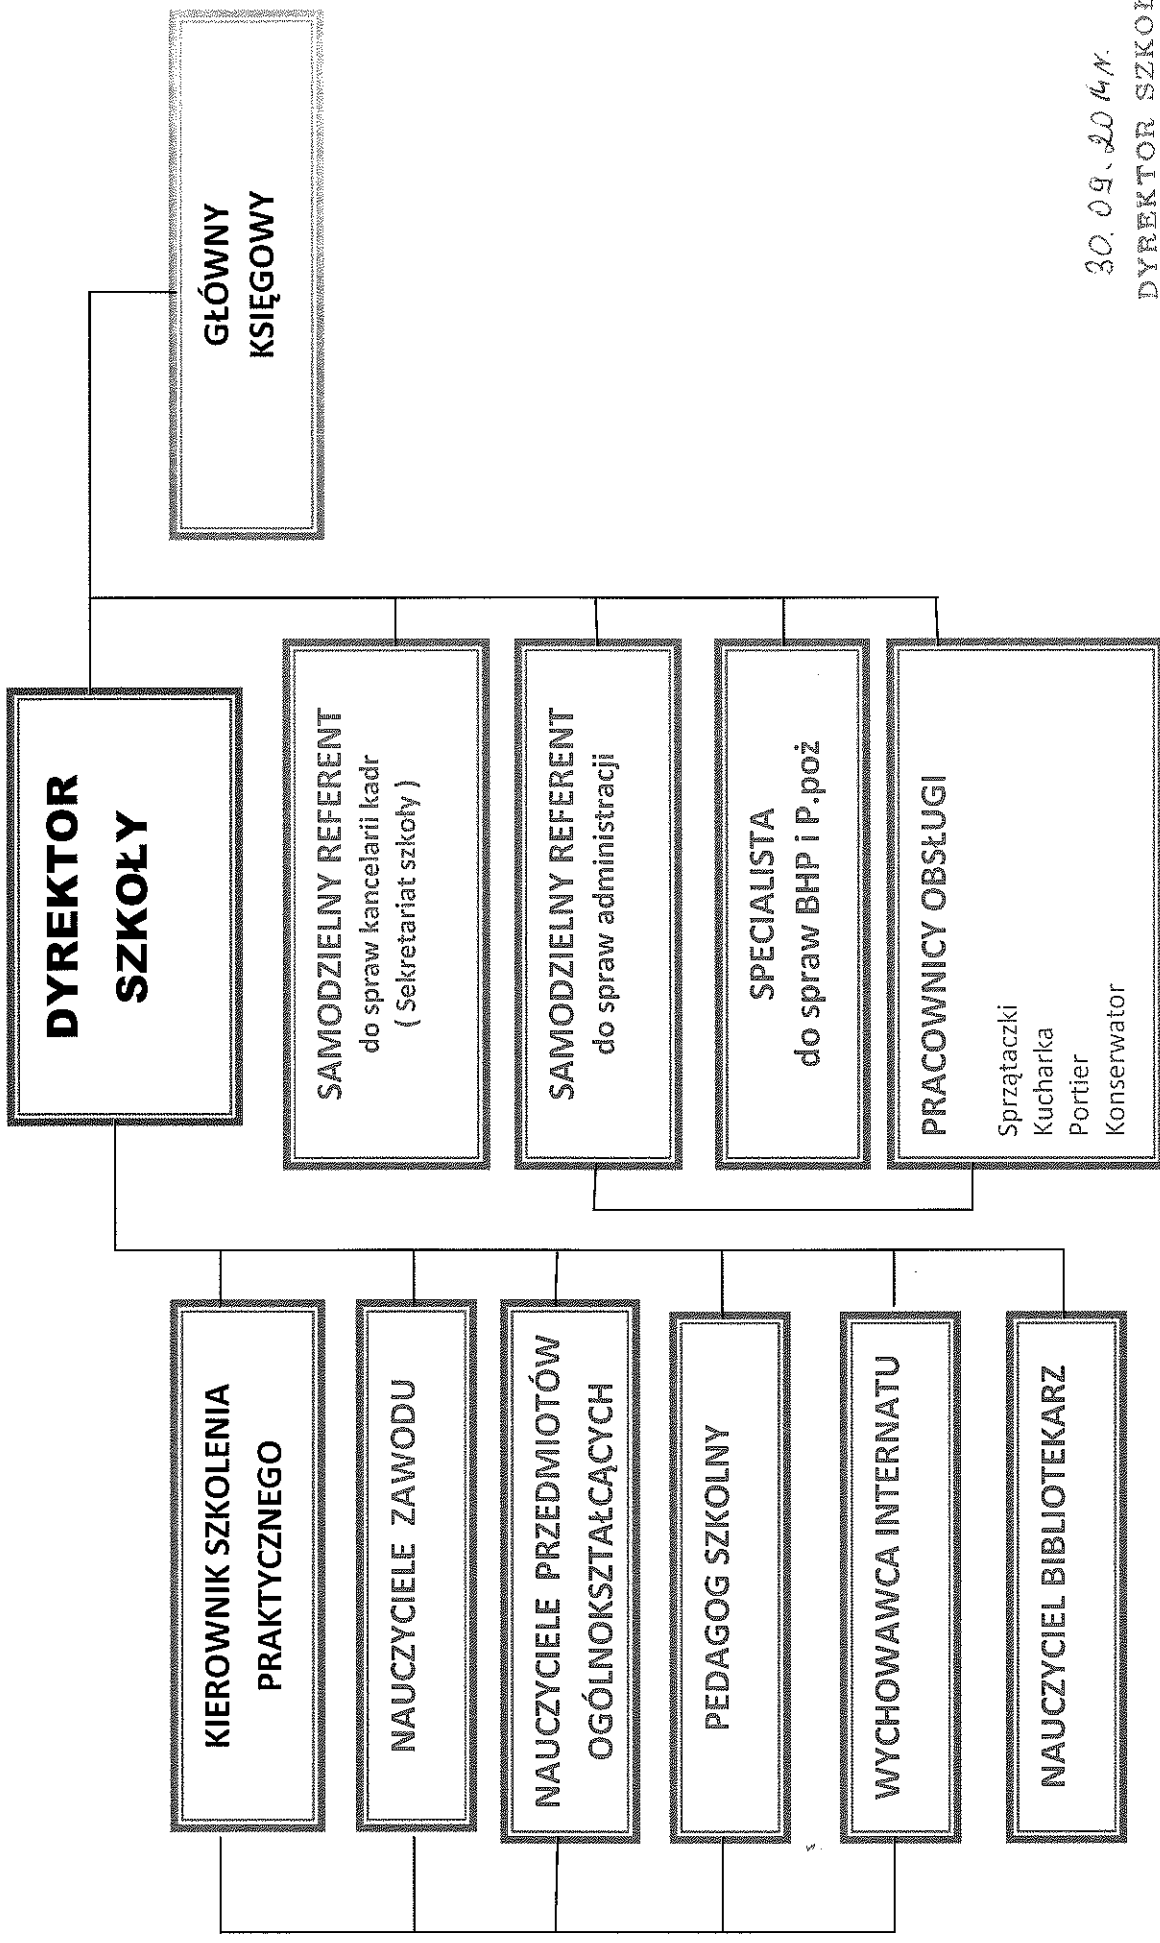 DYREKTOR
SZKOŁY
GŁÓWNY
KSIĘGOWY
KIEROWNIK SZKOLENIA
PRAKTYCZNEGO
NAUCZYCIELE ZAWODU
NAUCZYCIELE PRZEDMIOTÓW
OGÓLNOKSZTAŁCĄCYCH
PEDAGOG SZKOLNY
WYCHOWAWCA INTERNATU
NAUCZYCIEL BIBLIOTEKARZ
SAMODZIELNY REFERENT
do spraw kancelarii kadr
( Sekretariat szkoły )
SAMODZIELNY REFERENT
do spraw administracji
SPECJALISTA
do spraw BHP i P.poż
PRACOWNICY OBSŁUGI
Sprzątaczki
Kucharka
Portier
Konserwator
30.09.2014r.
DYREKTOR